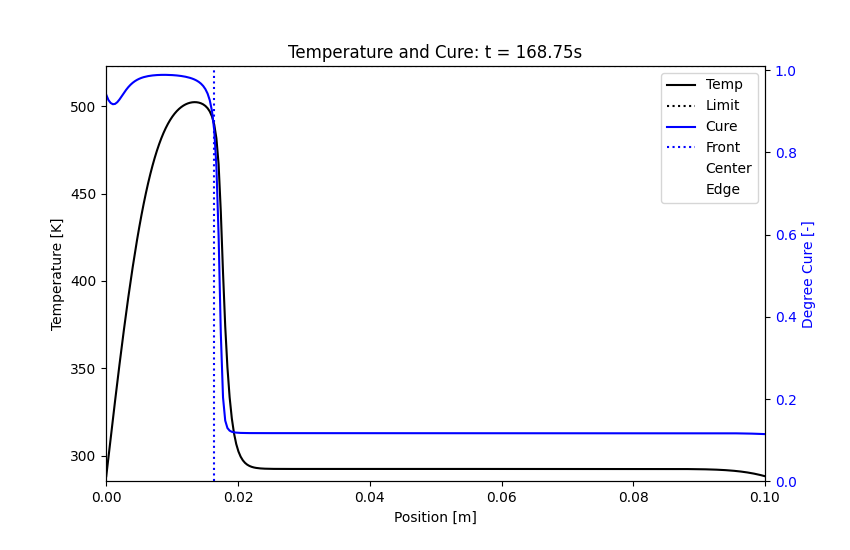 Temperature and Cure: t = 168.75s
Temp
Limit
Cure
Front
Center
Edge
500
450
400
350
300
Temperature [K]
1.0
0.8
0.6
0.4
0.2
0.0
Degree Cure [-]
0.00
0.02
0.04
0.06
0.08
0.10
Position [m]